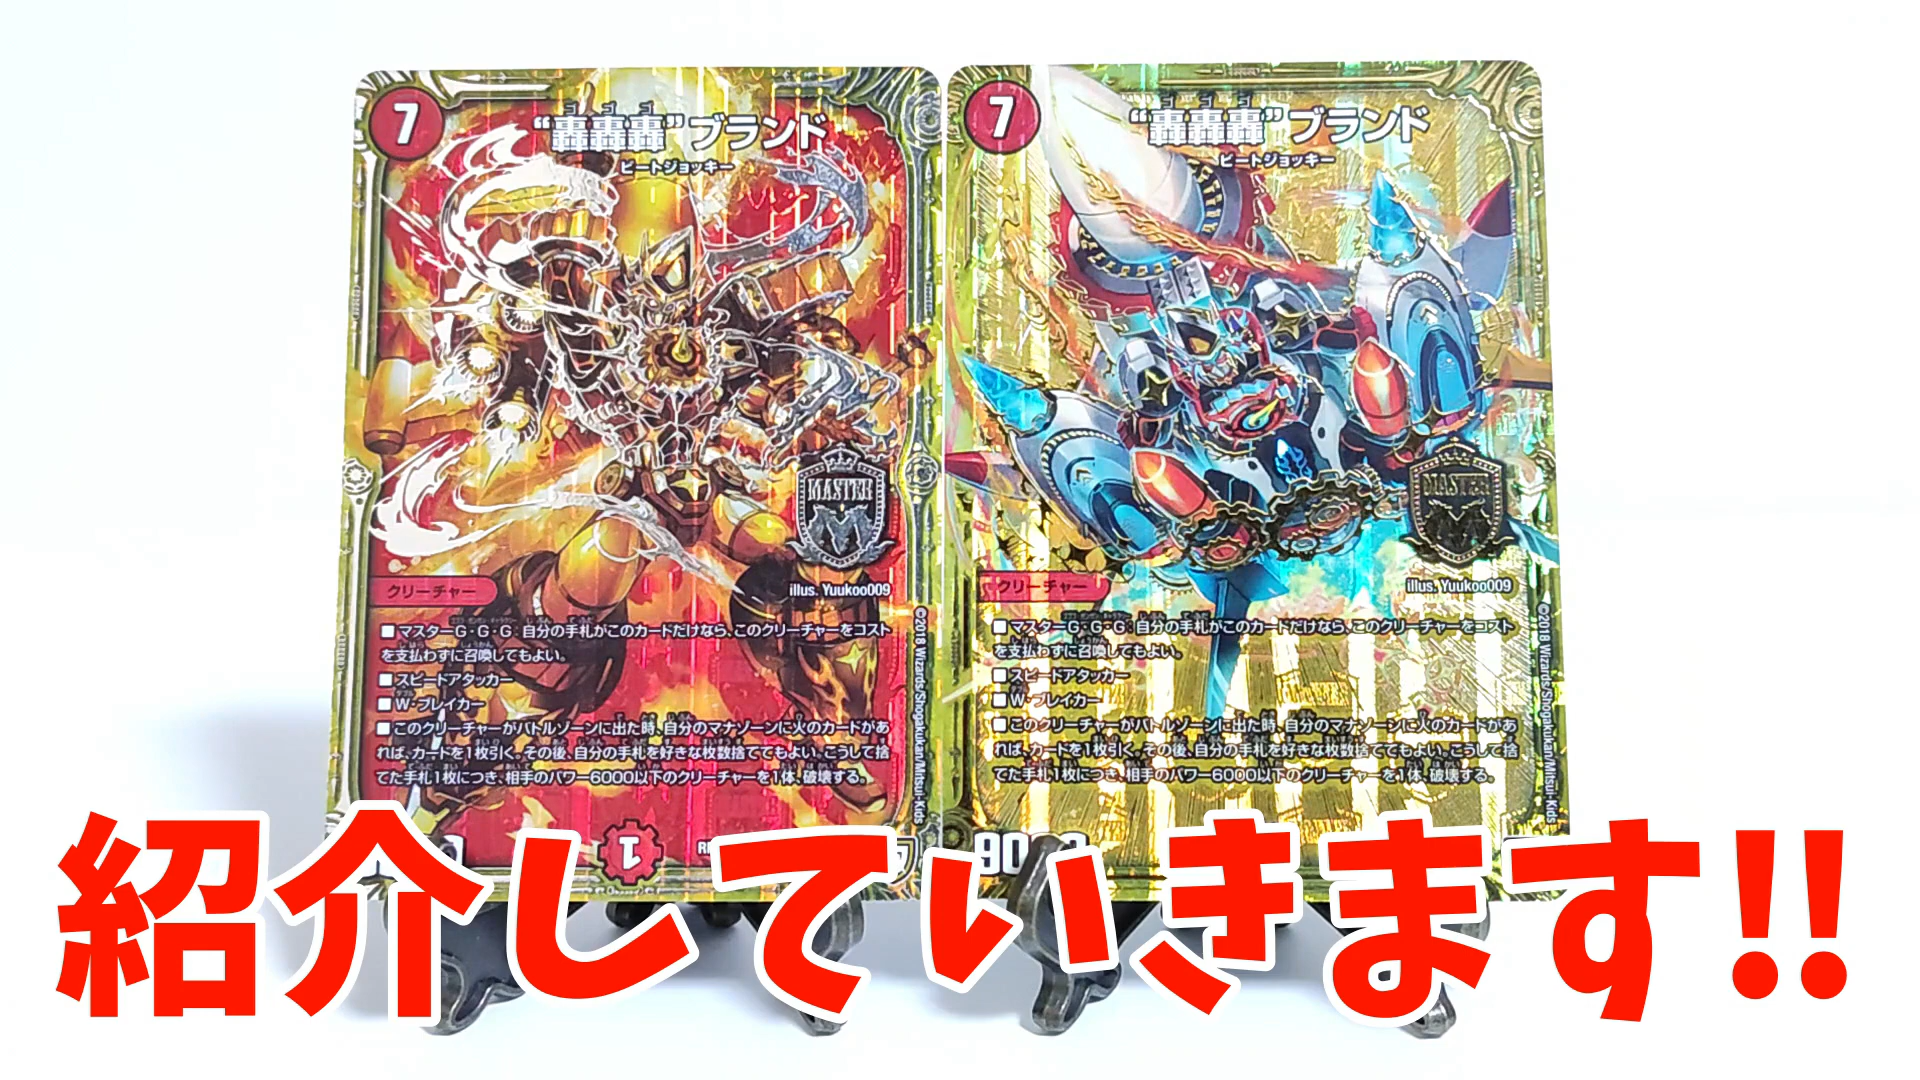 7
ゴゴゴ
“轟轟轟”ブランド
ビートジョッキー
MASTER
クリーチャー
illus. Yuukoo009
■マスターG・G・G：自分の手札がこのカードだけなら、このクリーチャーをコスト
を支払わずに召喚してもよい。
■スピードアタッカー
■W・ブレイカー
■このクリーチャーがバトルゾーンに出た時、自分のマナゾーンに火のカードがあ
れば、カードを1枚引く。その後、自分の手札を好きな枚数捨ててもよい。こうして捨
てた手札1枚につき、相手のパワー6000以下のクリーチャーを1体、破壊する。
©2018 Wizards/Shogakukan/Mitsui-Kids
1
7
ゴゴゴ
“轟轟轟”ブランド
ビートジョッキー
MASTER
クリーチャー
illus. Yuukoo009
■マスターG・G・G：自分の手札がこのカードだけなら、このクリーチャーをコスト
を支払わずに召喚してもよい。
■スピードアタッカー
■W・ブレイカー
■このクリーチャーがバトルゾーンに出た時、自分のマナゾーンに火のカードがあ
れば、カードを1枚引く。その後、自分の手札を好きな枚数捨ててもよい。こうして捨
てた手札1枚につき、相手のパワー6000以下のクリーチャーを1体、破壊する。
©2018 Wizards/Shogakukan/Mitsui-Kids
紹介していきます!!